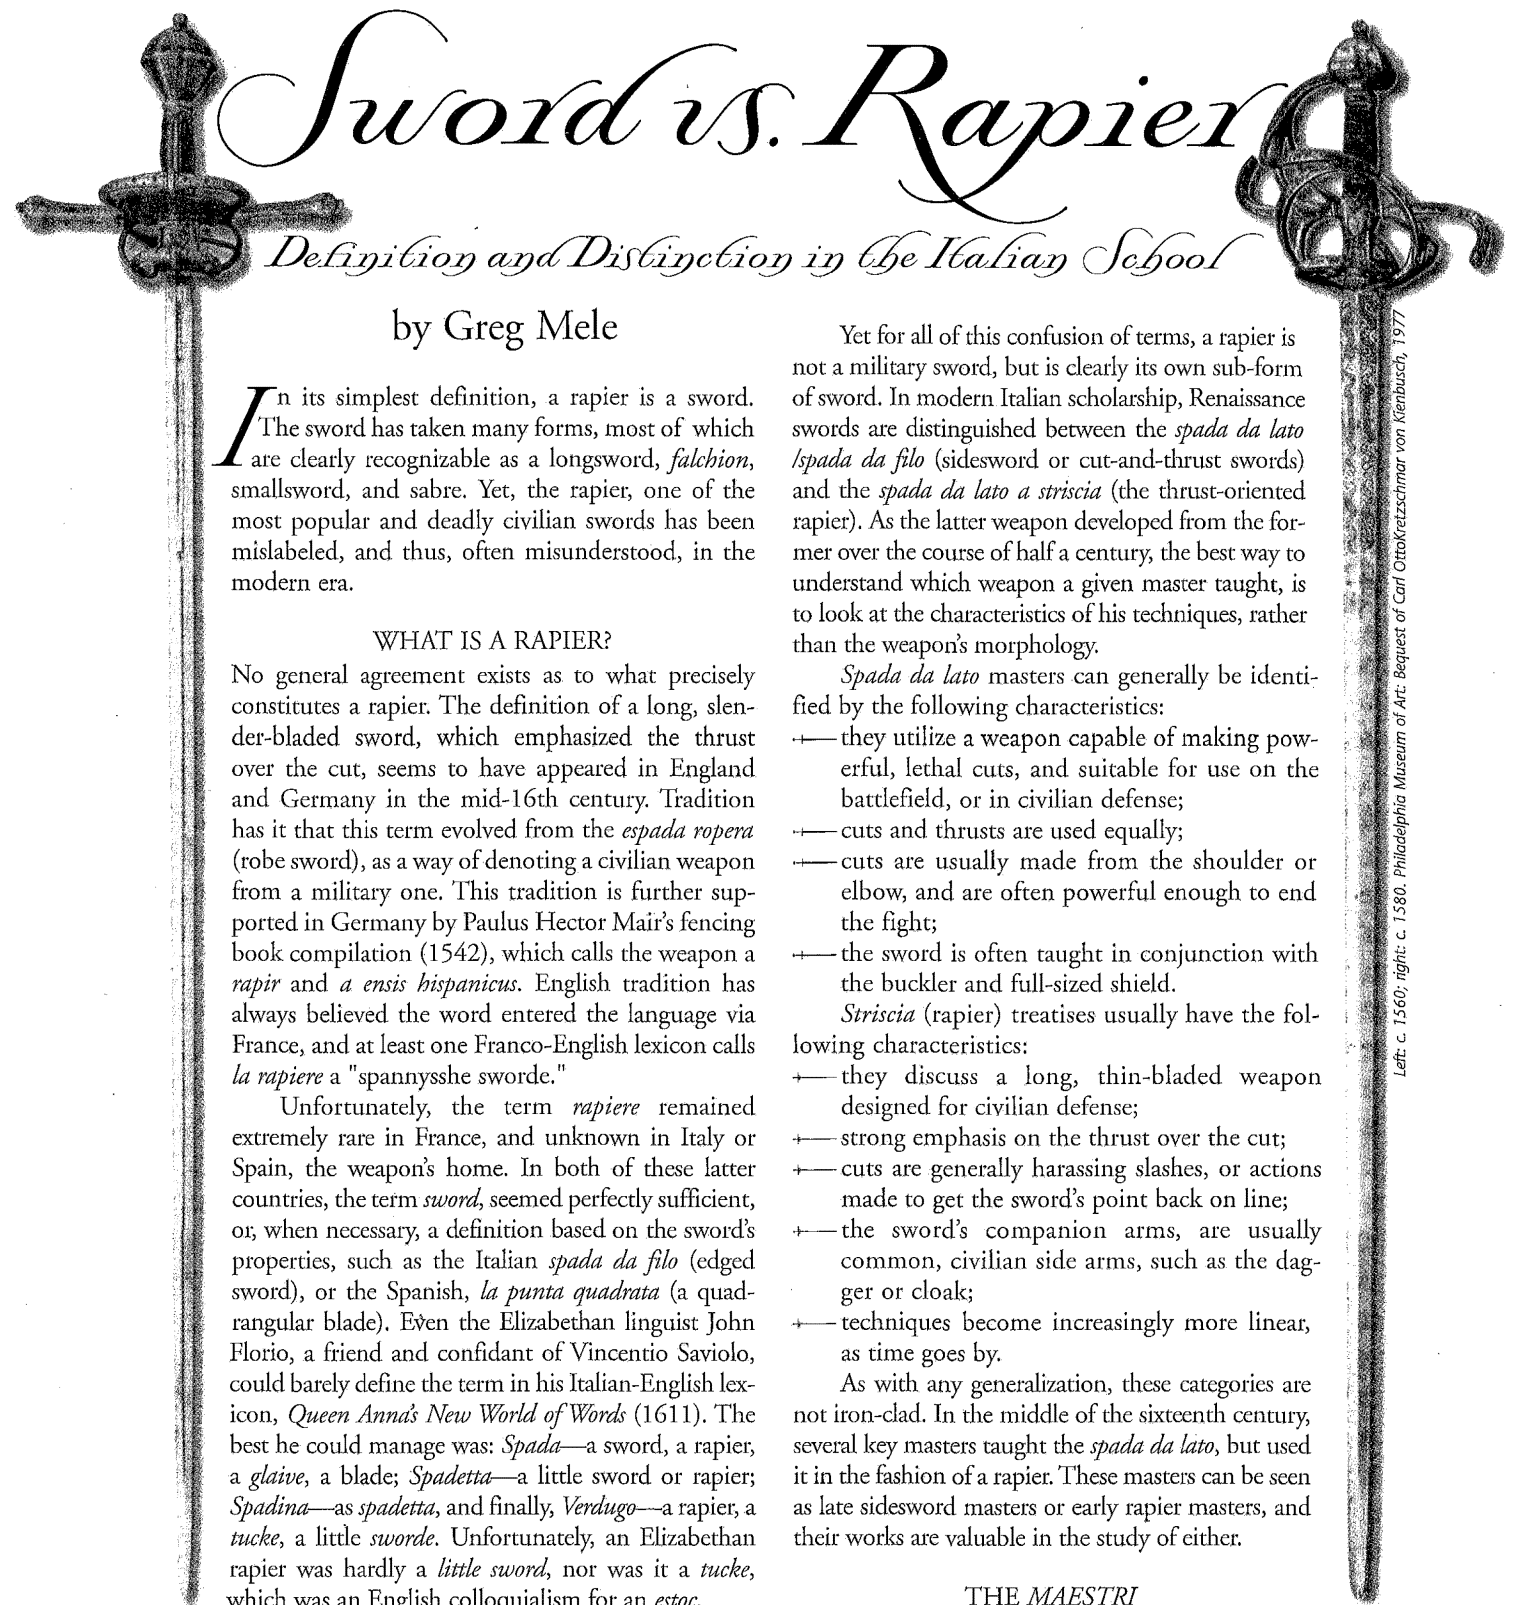 Sword vs. Rapier
Definition and Distinction in the Italian School
by Greg Mele
In its simplest definition, a rapier is a sword.
The sword has taken many forms, most of which
are clearly recognizable as a longsword, falchion,
smallsword, and sabre. Yet, the rapier, one of the
most popular and deadly civilian swords has been
mislabeled, and thus, often misunderstood, in the
modern era.
WHAT IS A RAPIER?
No general agreement exists as to what precisely
constitutes a rapier. The definition of a long, slen-
der-bladed sword, which emphasized the thrust
over the cut, seems to have appeared in England
and Germany in the mid-16th century. Tradition
has it that this term evolved from the espada ropera
(robe sword), as a way of denoting a civilian weapon
from a military one. This tradition is further sup-
ported in Germany by Paulus Hector Mair's fencing
book compilation (1542), which calls the weapon a
rapir and a ensis hispanicus. English tradition has
always believed the word entered the language via
France, and at least one Franco-English lexicon calls
la rapiere a "spannysshe sworde."
Unfortunately, the term rapiere remained
extremely rare in France, and unknown in Italy or
Spain, the weapon's home. In both of these latter
countries, the term sword, seemed perfectly sufficient,
or, when necessary, a definition based on the sword's
properties, such as the Italian spada da filo (edged
sword), or the Spanish, la punta quadrata (a quad-
rangular blade). Even the Elizabethan linguist John
Florio, a friend and confidant of Vincentio Saviolo,
could barely define the term in his Italian-English lex-
icon, Queen Anna's New World of Words (1611). The
best he could manage was: Spada—a sword, a rapier,
a glaive, a blade; Spadetta—a little sword or rapier;
Spadina—as spadetta, and finally, Verdugo—a rapier, a
tucke, a little sworde. Unfortunately, an Elizabethan
rapier was hardly a little sword, nor was it a tucke,
which was an English colloquialism for an estoc.
Yet for all of this confusion of terms, a rapier is
not a military sword, but is clearly its own sub-form
of sword. In modern Italian scholarship, Renaissance
swords are distinguished between the spada da lato
/spada da filo (sidesword or cut-and-thrust swords)
and the spada da lato a striscia (the thrust-oriented
rapier). As the latter weapon developed from the for-
mer over the course of half a century, the best way to
understand which weapon a given master taught, is
to look at the characteristics of his techniques, rather
than the weapon's morphology.
Spada da lato masters can generally be identi-
fied by the following characteristics:
they utilize a weapon capable of making pow-
erful, lethal cuts, and suitable for use on the
battlefield, or in civilian defense;
cuts and thrusts are used equally;
cuts are usually made from the shoulder or
elbow, and are often powerful enough to end
the fight;
the sword is often taught in conjunction with
the buckler and full-sized shield.
Striscia (rapier) treatises usually have the fol-
lowing characteristics:
they discuss a long, thin-bladed weapon
designed for civilian defense;
strong emphasis on the thrust over the cut;
cuts are generally harassing slashes, or actions
made to get the sword's point back on line;
the sword's companion arms, are usually
common, civilian side arms, such as the dag-
ger or cloak;
techniques become increasingly more linear,
as time goes by.
As with any generalization, these categories are
not iron-clad. In the middle of the sixteenth century,
several key masters taught the spada da lato, but used
it in the fashion of a rapier. These masters can be seen
as late sidesword masters or early rapier masters, and
their works are valuable in the study of either.
THE MAESTRI
Left: c. 1560; right: c. 1580. Philadelphia Museum of Art: Bequest of Carl OttoKretzschmar von Kienbusch, 1977